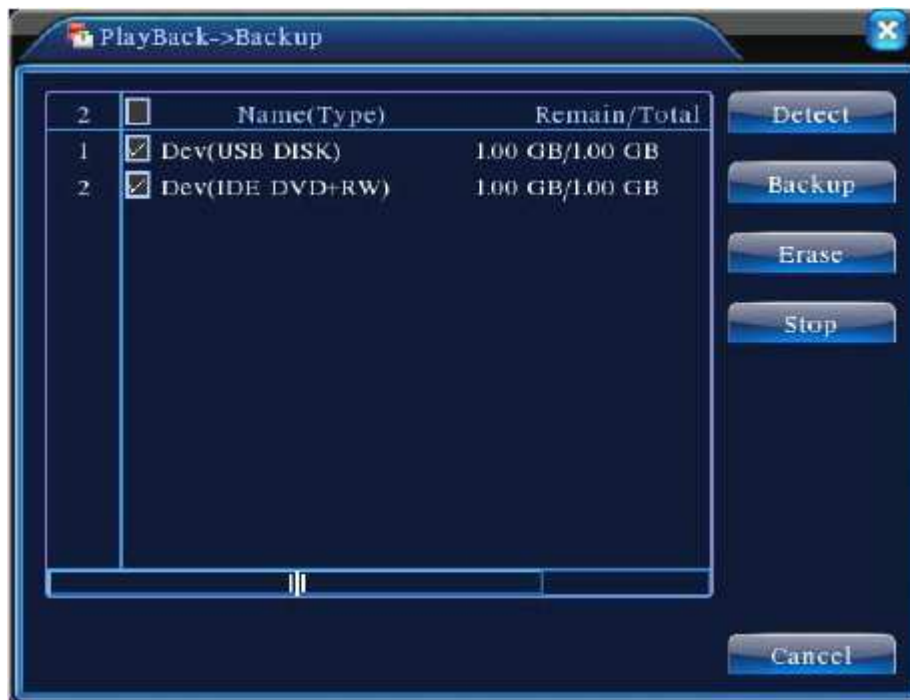 PlayBack->Backup
2 Name(Type) Remain/Total
1 Dev(USB DISK) 1.00 GB/1.00 GB
2 Dev(IDE DVD+RW) 1.00 GB/1.00 GB
Detect
Backup
Erase
Stop
Cancel